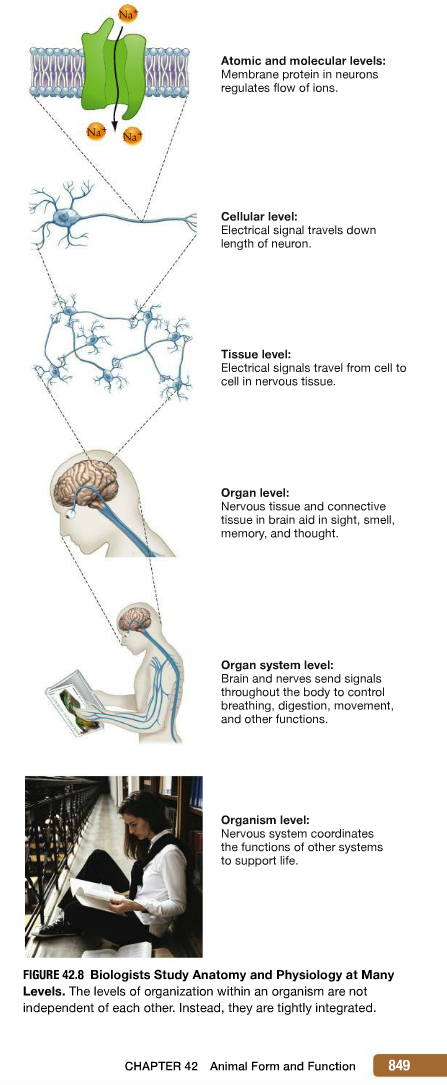 Na+
Na+
Na+
Atomic and molecular levels:
Membrane protein in neurons
regulates flow of ions.
Cellular level:
Electrical signal travels down
length of neuron.
Tissue level:
Electrical signals travel from cell to
cell in nervous tissue.
Organ level:
Nervous tissue and connective
tissue in brain aid in sight, smell,
memory, and thought.
Organ system level:
Brain and nerves send signals
throughout the body to control
breathing, digestion, movement,
and other functions.
Organism level:
Nervous system coordinates
the functions of other systems
to support life.
FIGURE 42.8 Biologists Study Anatomy and Physiology at Many
Levels. The levels of organization within an organism are not
independent of each other. Instead, they are tightly integrated.
CHAPTER 42 Animal Form and Function 849